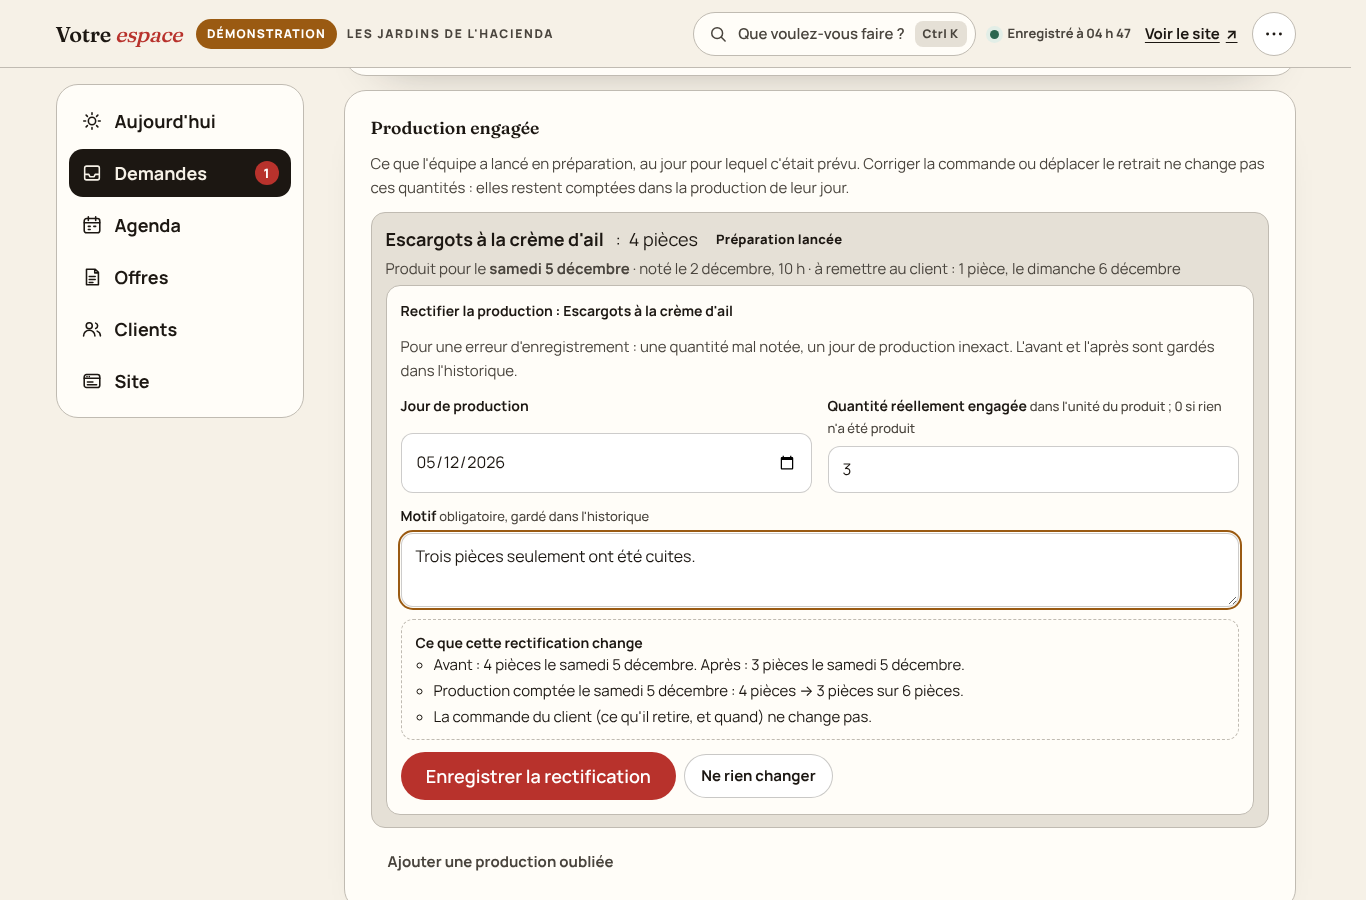 Votre espace
DÉMONSTRATION
LES JARDINS DE L'HACIENDA
Que voulez-vous faire ?
Ctrl K
Enregistré à 04 h 47
Voir le site
Aujourd'hui
Demandes
1
Agenda
Offres
Clients
Site
Production engagée
Ce que l'équipe a lancé en préparation, au jour pour lequel c'était prévu. Corriger la commande ou déplacer le retrait ne change pas
ces quantités : elles restent comptées dans la production de leur jour.
Escargots à la crème d'ail : 4 pièces Préparation lancée
Produit pour le samedi 5 décembre · noté le 2 décembre, 10 h · à remettre au client : 1 pièce, le dimanche 6 décembre
Rectifier la production : Escargots à la crème d'ail
Pour une erreur d'enregistrement : une quantité mal notée, un jour de production inexact. L'avant et l'après sont gardés
dans l'historique.
Jour de production
05/12/2026
Quantité réellement engagée dans l'unité du produit ; 0 si rien
n'a été produit
3
Motif obligatoire, gardé dans l'historique
Trois pièces seulement ont été cuites.
Ce que cette rectification change
Avant : 4 pièces le samedi 5 décembre. Après : 3 pièces le samedi 5 décembre.
Production comptée le samedi 5 décembre : 4 pièces → 3 pièces sur 6 pièces.
La commande du client (ce qu'il retire, et quand) ne change pas.
Enregistrer la rectification
Ne rien changer
Ajouter une production oubliée